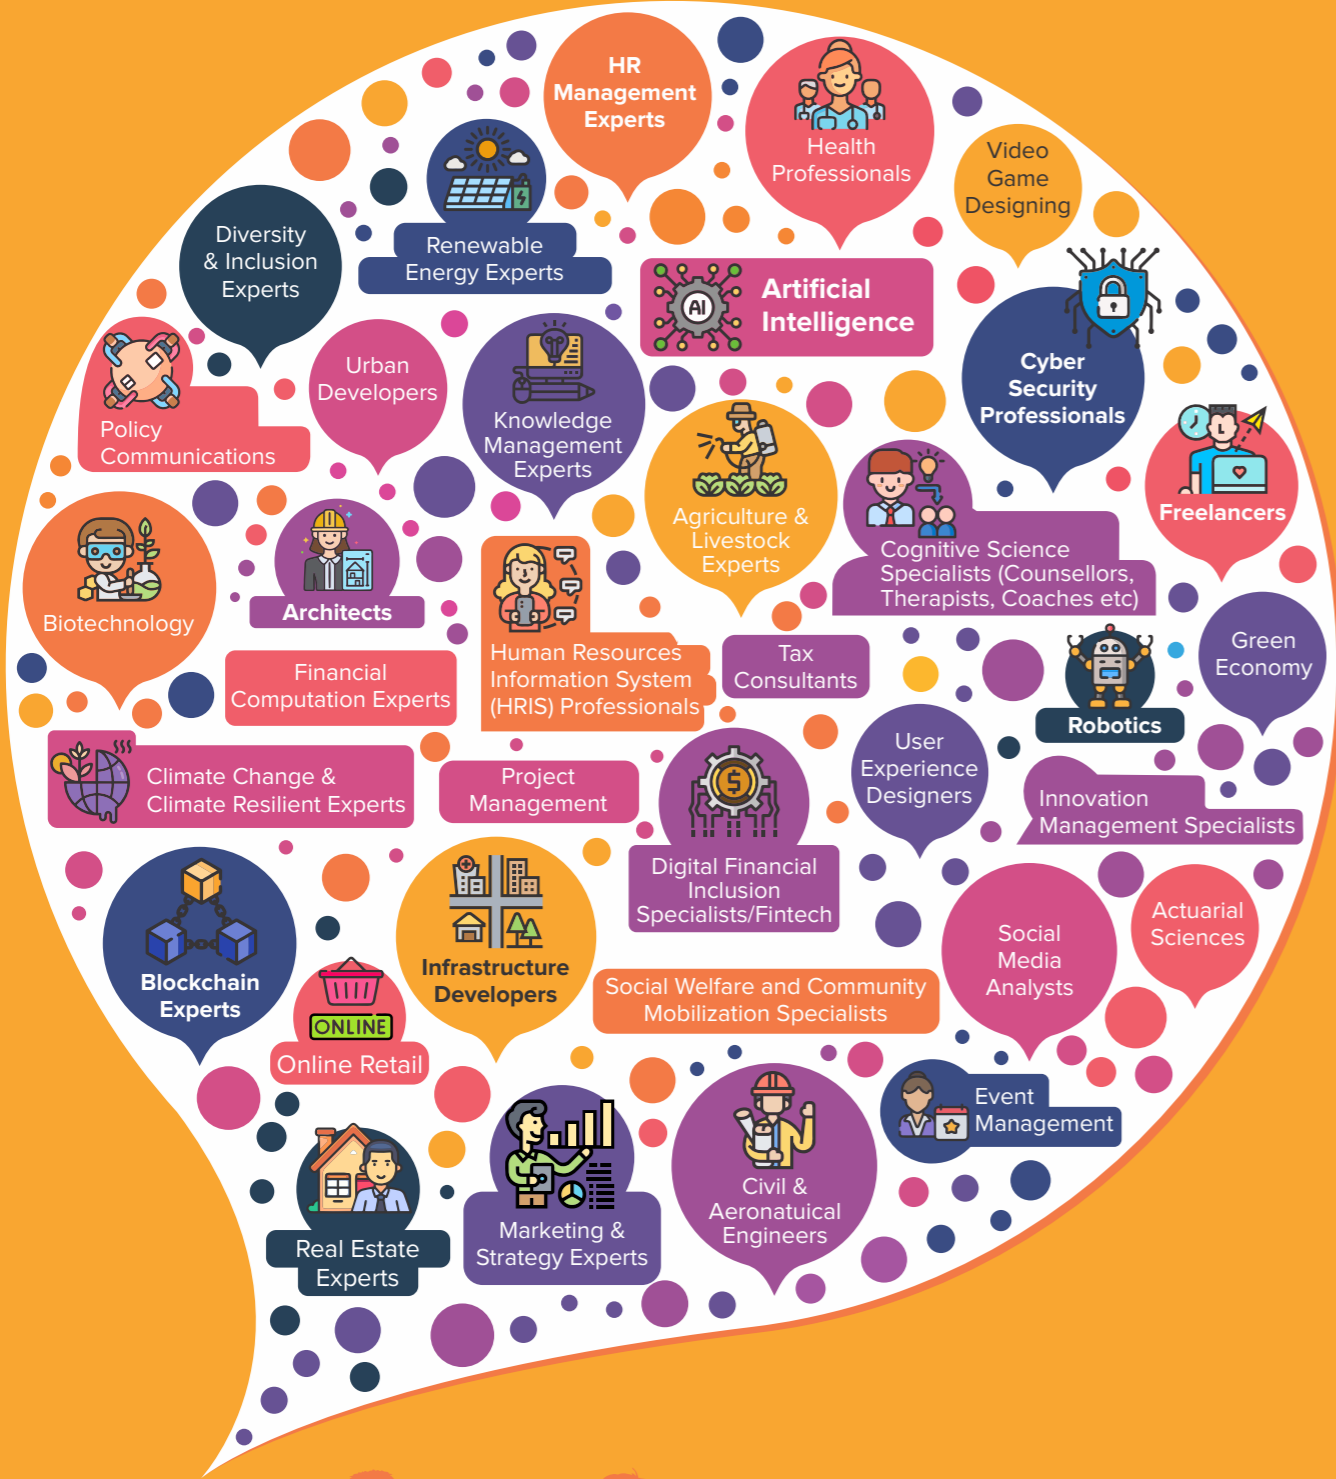 HR
Management
Experts
Health
Professionals
Video
Game
Designing
Diversity
& Inclusion
Experts
Renewable
Energy Experts
AI
Artificial
Intelligence
Cyber
Security
Professionals
Policy
Communications
Urban
Developers
Knowledge
Management
Experts
Agriculture &
Livestock
Experts
Cognitive Science
Specialists (Counsellors,
Therapists, Coaches etc)
Freelancers
Biotechnology
Architects
Financial
Computation Experts
Human Resources
Information System
(HRIS) Professionals
Tax
Consultants
Robotics
Green
Economy
Climate Change &
Climate Resilient Experts
Project
Management
$
Digital Financial
Inclusion
Specialists/Fintech
User
Experience
Designers
Innovation
Management Specialists
Blockchain
Experts
ONLINE
Online Retail
Infrastructure
Developers
Social Welfare and Community
Mobilization Specialists
Social
Media
Analysts
Actuarial
Sciences
Real Estate
Experts
Marketing &
Strategy Experts
Civil &
Aeronatuical
Engineers
Event
Management